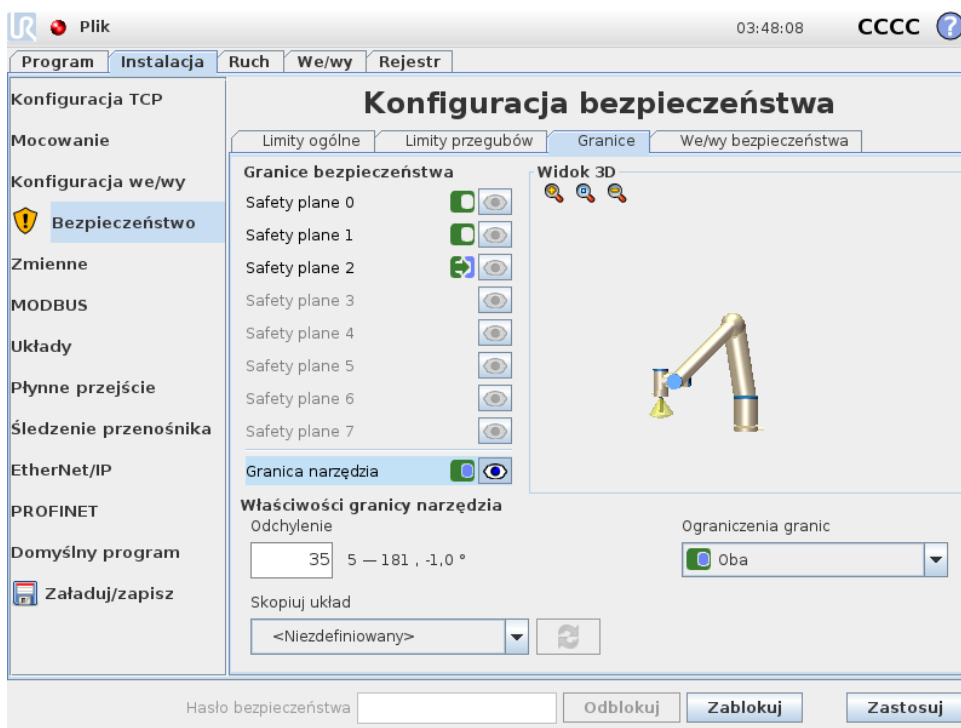 UR Plik 03:48:08 CCCC ?
Program Instalacja Ruch We/wy Rejestr
Konfiguracja TCP
Mocowanie
Konfiguracja we/wy
! Bezpieczeństwo
Zmienne
MODBUS
Układy
Płynne przejście
Śledzenie przenośnika
EtherNet/IP
PROFINET
Domyślny program
Załaduj/zapisz
Konfiguracja bezpieczeństwa
Limity ogólne Limity przegubów Granice We/wy bezpieczeństwa
Granice bezpieczeństwa
Safety plane 0
Safety plane 1
Safety plane 2
Safety plane 3
Safety plane 4
Safety plane 5
Safety plane 6
Safety plane 7
Granica narzędzia
Widok 3D
Właściwości granicy narzędzia
Odchylenie
35 5 — 181 , -1,0 °
Skopiuj układ
<Niezdefiniowany>
Ograniczenia granic
Oba
Hasło bezpieczeństwa Odblokuj Zablokuj Zastosuj